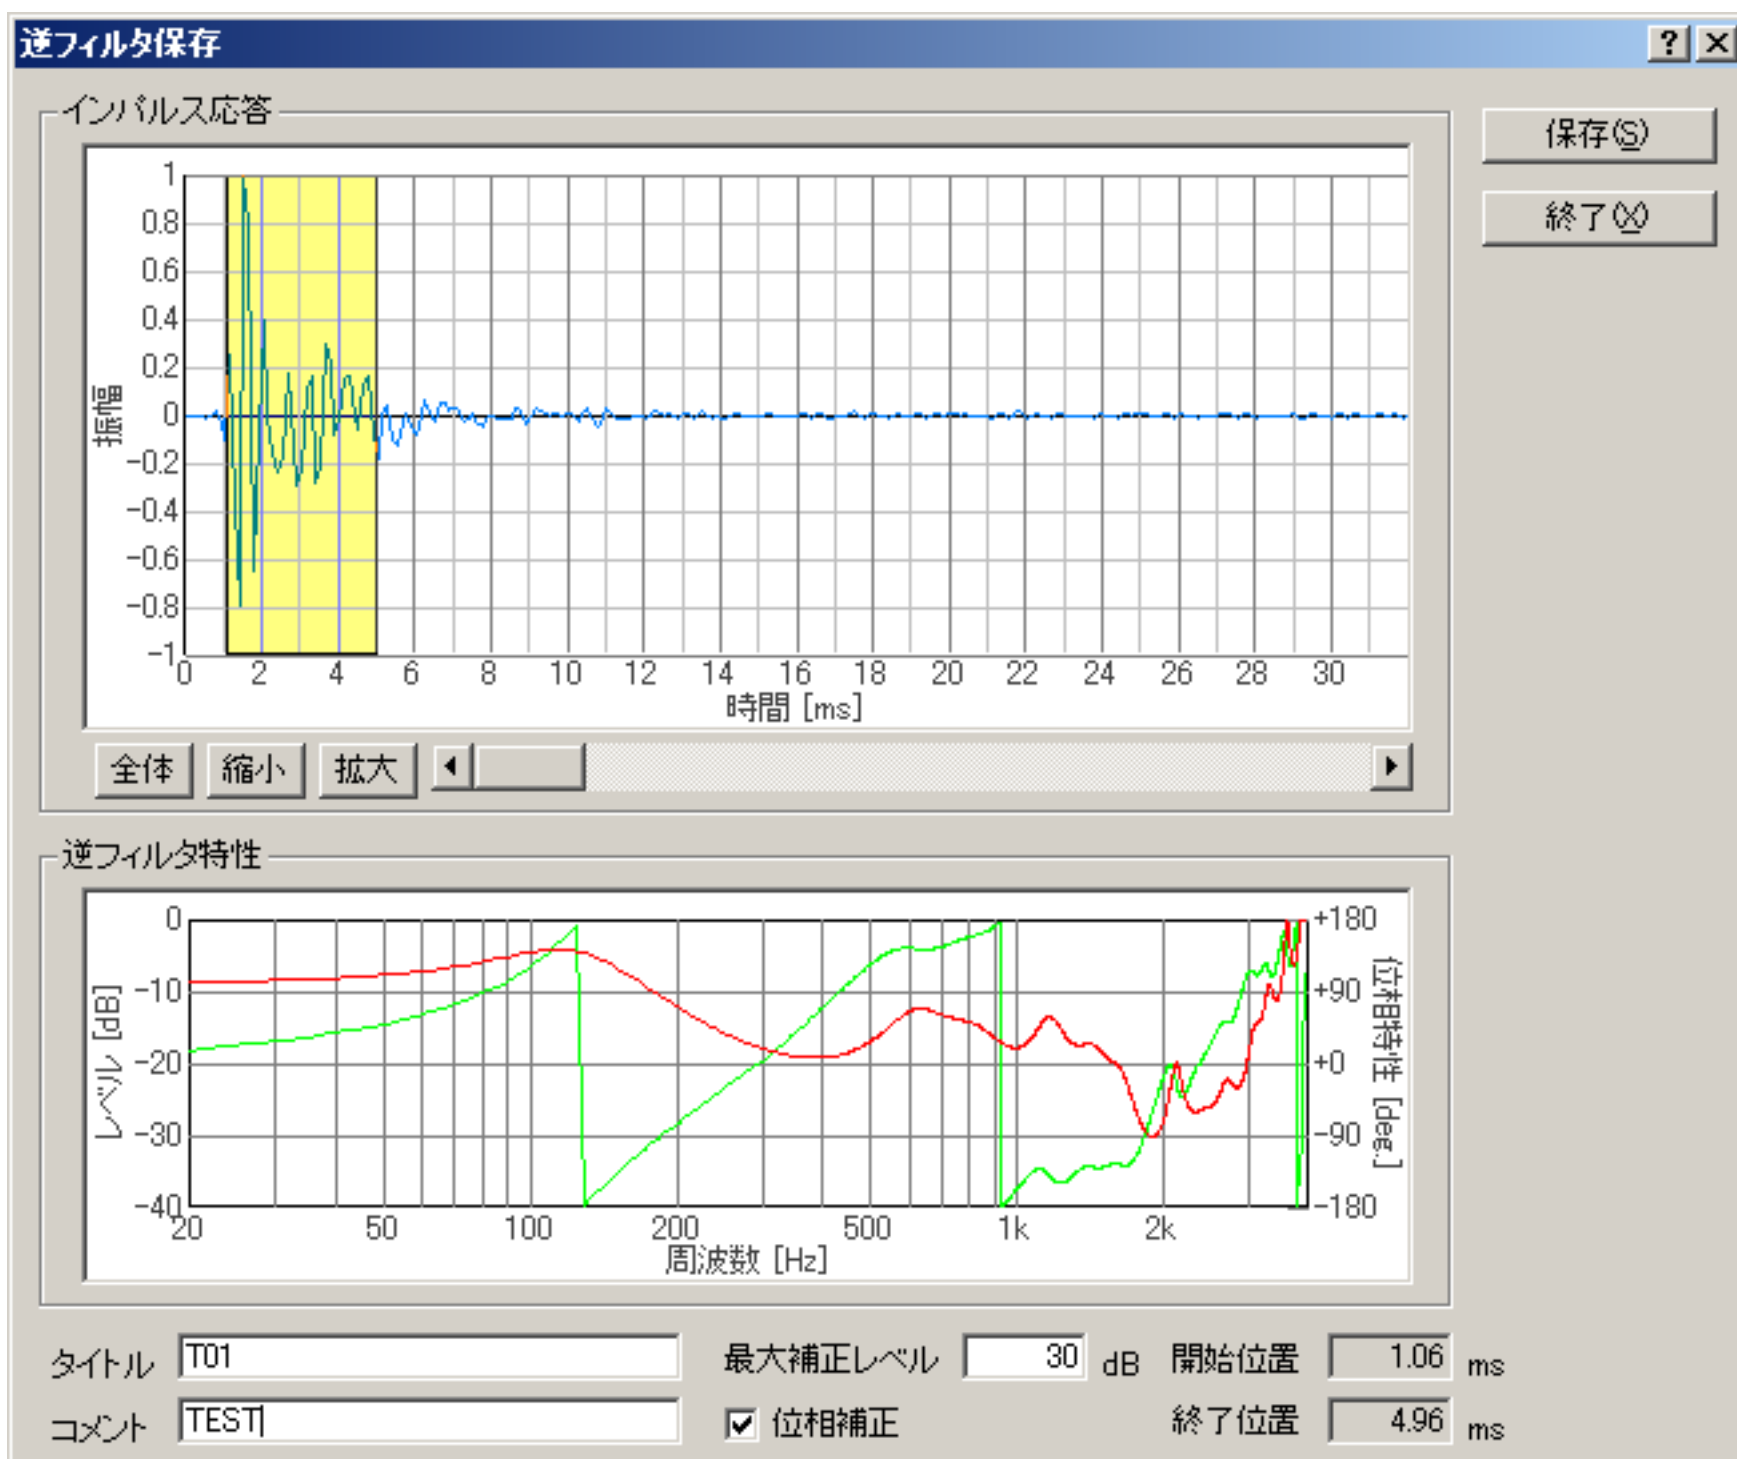 逆フィルタ保存
インパルス応答
保存(S)
終了(X)
1
0.8
0.6
0.4
0.2
0
-0.2
-0.4
-0.6
-0.8
-1
振幅
0 2 4 6 8 10 12 14 16 18 20 22 24 26 28 30
時間 [ms]
全体 縮小 拡大
逆フィルタ特性
0
-10
-20
-30
-40
レベル [dB]
+180
+90
+0
-90
-180
位相特性 [deg.]
20 50 100 200 500 1k 2k
周波数 [Hz]
タイトル T01 最大補正レベル 30 dB 開始位置 1.06 ms
コメント TEST 位相補正 終了位置 4.96 ms